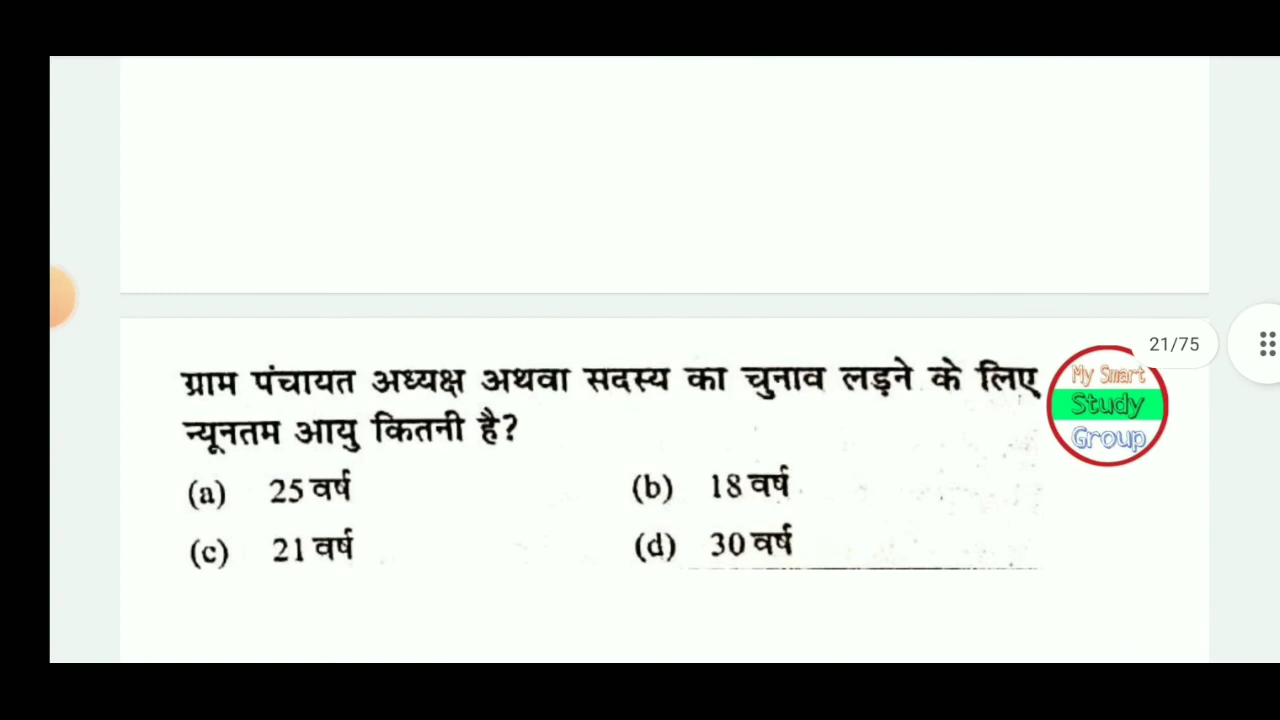 21/75
ग्राम पंचायत अध्यक्ष अथवा सदस्य का चुनाव लड़ने के लिए
My Smart
Study
Group
न्यूनतम आयु कितनी है?
(a) 25 वर्ष (b) 18 वर्ष
(c) 21 वर्ष (d) 30 वर्ष